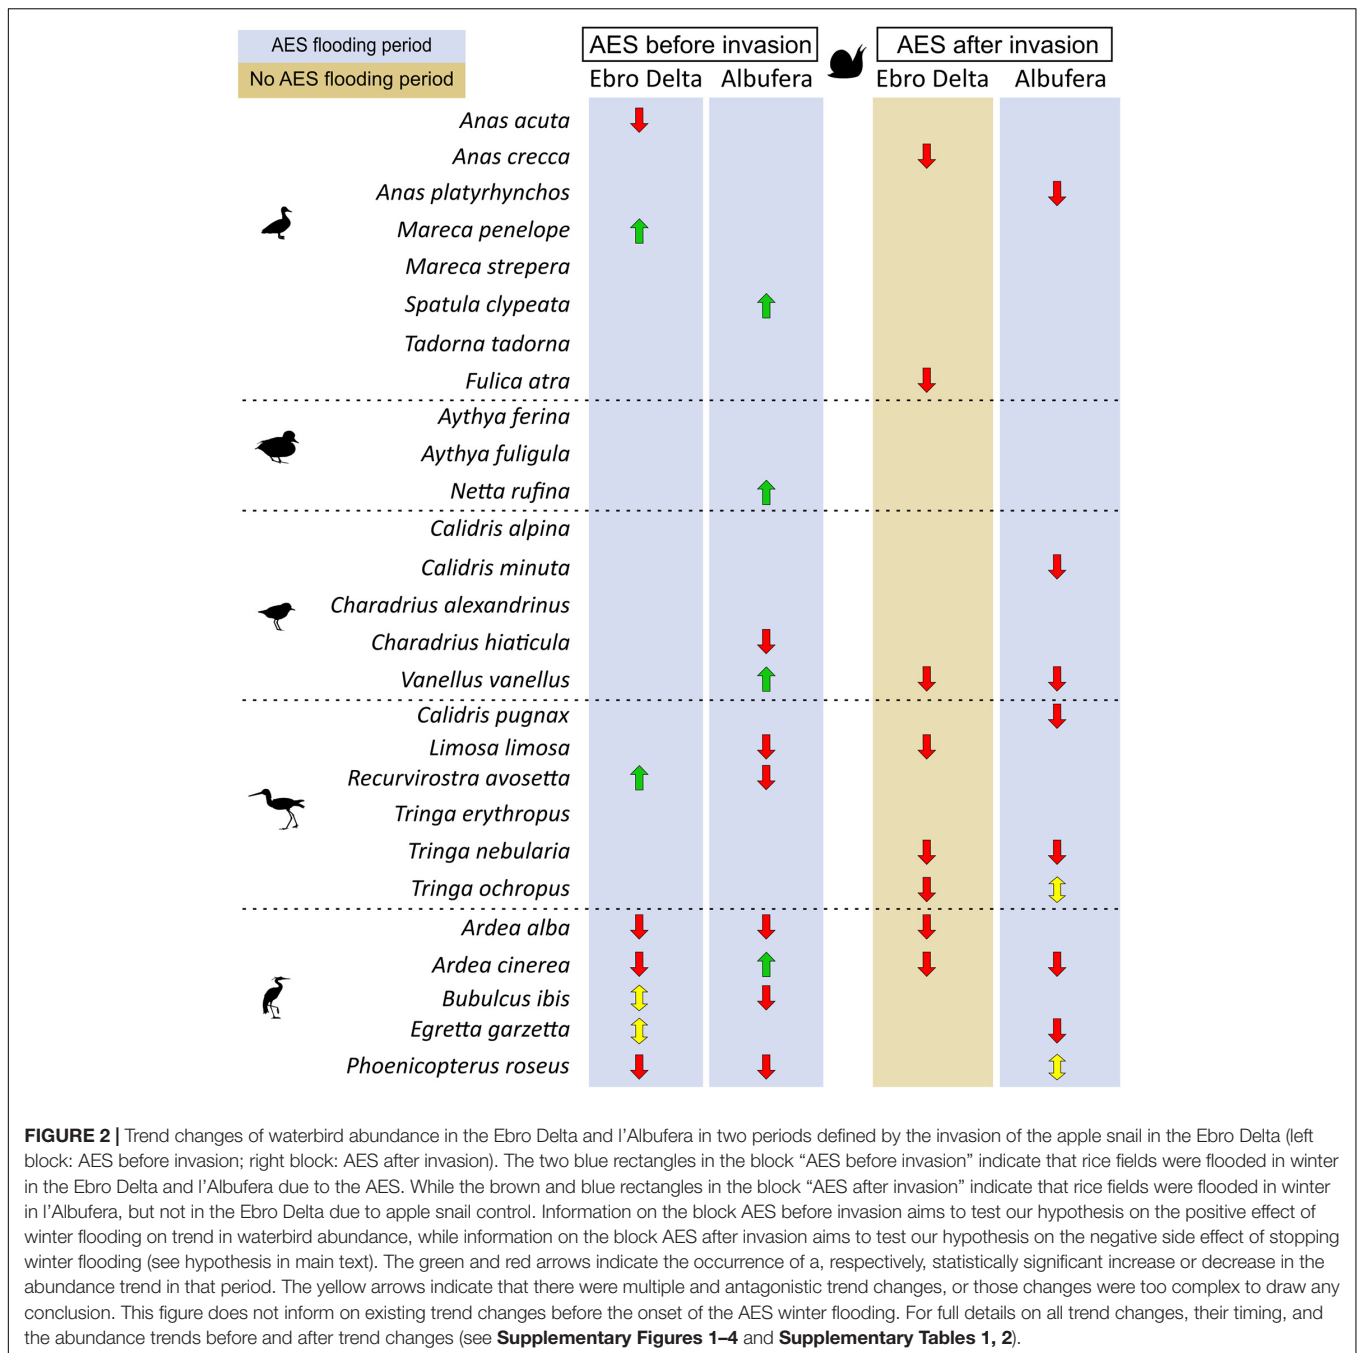 AES flooding period
No AES flooding period
AES before invasion
AES after invasion
Ebro Delta Albufera Ebro Delta Albufera
Anas acuta
Anas crecca
Anas platyrhynchos
Mareca penelope
Mareca strepera
Spatula clypeata
Tadorna tadorna
Fulica atra
Aythya ferina
Aythya fuligula
Netta rufina
Calidris alpina
Calidris minuta
Charadrius alexandrinus
Charadrius hiaticula
Vanellus vanellus
Calidris pugnax
Limosa limosa
Recurvirostra avosetta
Tringa erythropus
Tringa nebularia
Tringa ochropus
Ardea alba
Ardea cinerea
Bubulcus ibis
Egretta garzetta
Phoenicopterus roseus
FIGURE 2 | Trend changes of waterbird abundance in the Ebro Delta and l'Albufera in two periods defined by the invasion of the apple snail in the Ebro Delta (left
block: AES before invasion; right block: AES after invasion). The two blue rectangles in the block “AES before invasion” indicate that rice fields were flooded in winter
in the Ebro Delta and l'Albufera due to the AES. While the brown and blue rectangles in the block “AES after invasion” indicate that rice fields were flooded in winter
in l'Albufera, but not in the Ebro Delta due to apple snail control. Information on the block AES before invasion aims to test our hypothesis on the positive effect of
winter flooding on trend in waterbird abundance, while information on the block AES after invasion aims to test our hypothesis on the negative side effect of stopping
winter flooding (see hypothesis in main text). The green and red arrows indicate the occurrence of a, respectively, statistically significant increase or decrease in the
abundance trend in that period. The yellow arrows indicate that there were multiple and antagonistic trend changes, or those changes were too complex to draw any
conclusion. This figure does not inform on existing trend changes before the onset of the AES winter flooding. For full details on all trend changes, their timing, and
the abundance trends before and after trend changes (see Supplementary Figures 1–4 and Supplementary Tables 1, 2).